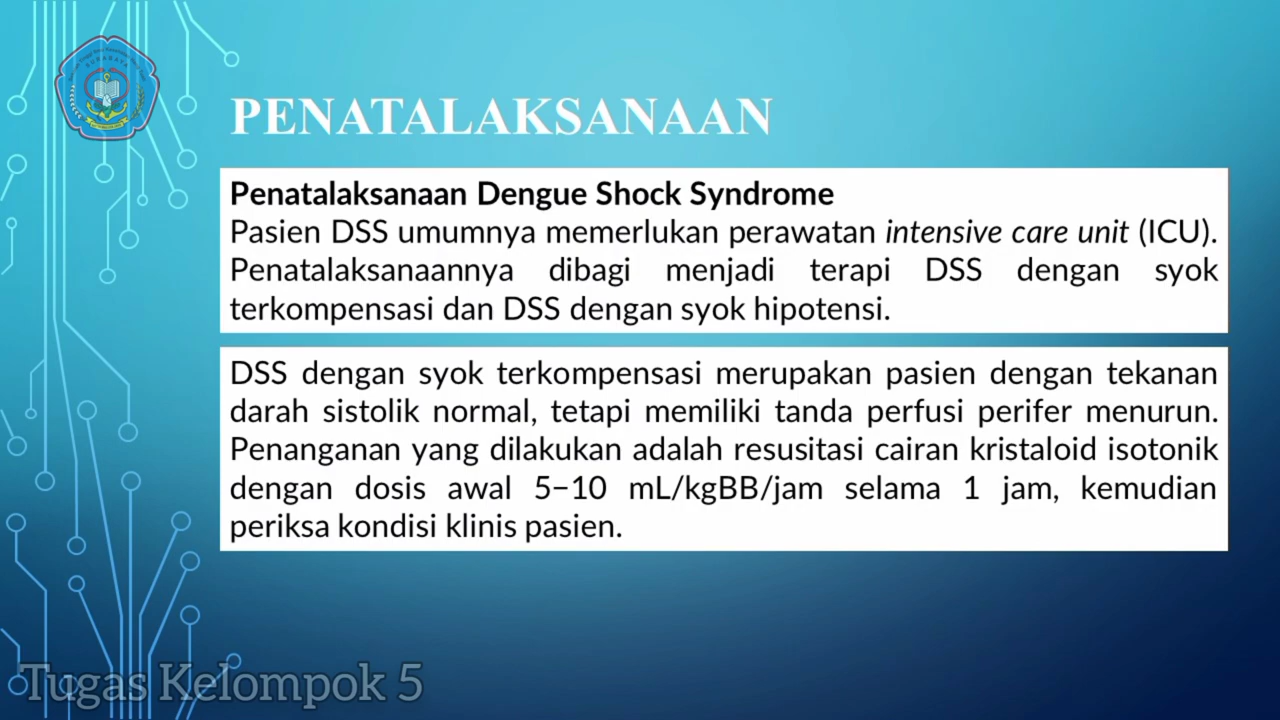 SURABAYA
PENATALAKSANAAN
Penatalaksanaan Dengue Shock Syndrome
Pasien DSS umumnya memerlukan perawatan intensive care unit (ICU).
Penatalaksanaannya dibagi menjadi terapi DSS dengan syok
terkompensasi dan DSS dengan syok hipotensi.
DSS dengan syok terkompensasi merupakan pasien dengan tekanan
darah sistolik normal, tetapi memiliki tanda perfusi perifer menurun.
Penanganan yang dilakukan adalah resusitasi cairan kristaloid isotonik
dengan dosis awal 5–10 mL/kgBB/jam selama 1 jam, kemudian
periksa kondisi klinis pasien.
Tugas Kelompok 5